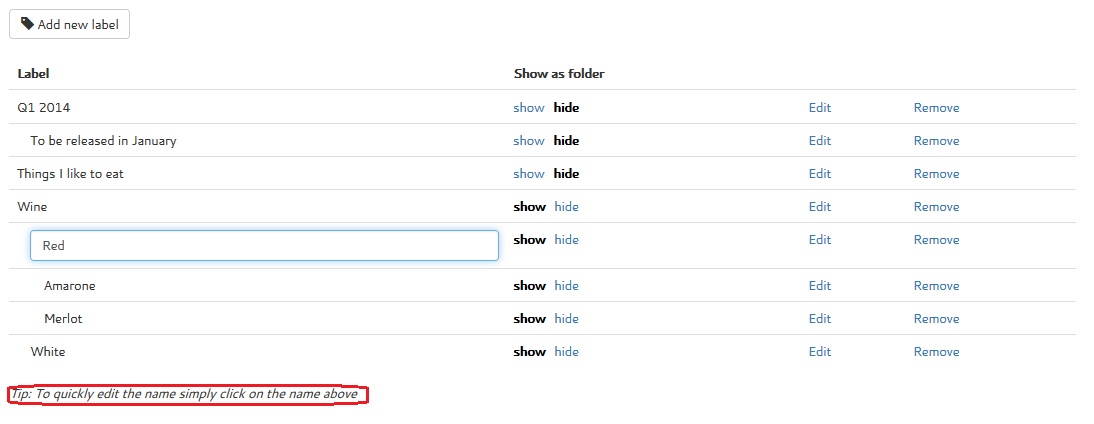 Add new label
Label Show as folder
Q1 2014 show hide Edit Remove
To be released in January show hide Edit Remove
Things I like to eat show hide Edit Remove
Wine show hide Edit Remove
Red show hide Edit Remove
Amarone show hide Edit Remove
Merlot show hide Edit Remove
White show hide Edit Remove
Tip: To quickly edit the name simply click on the name above